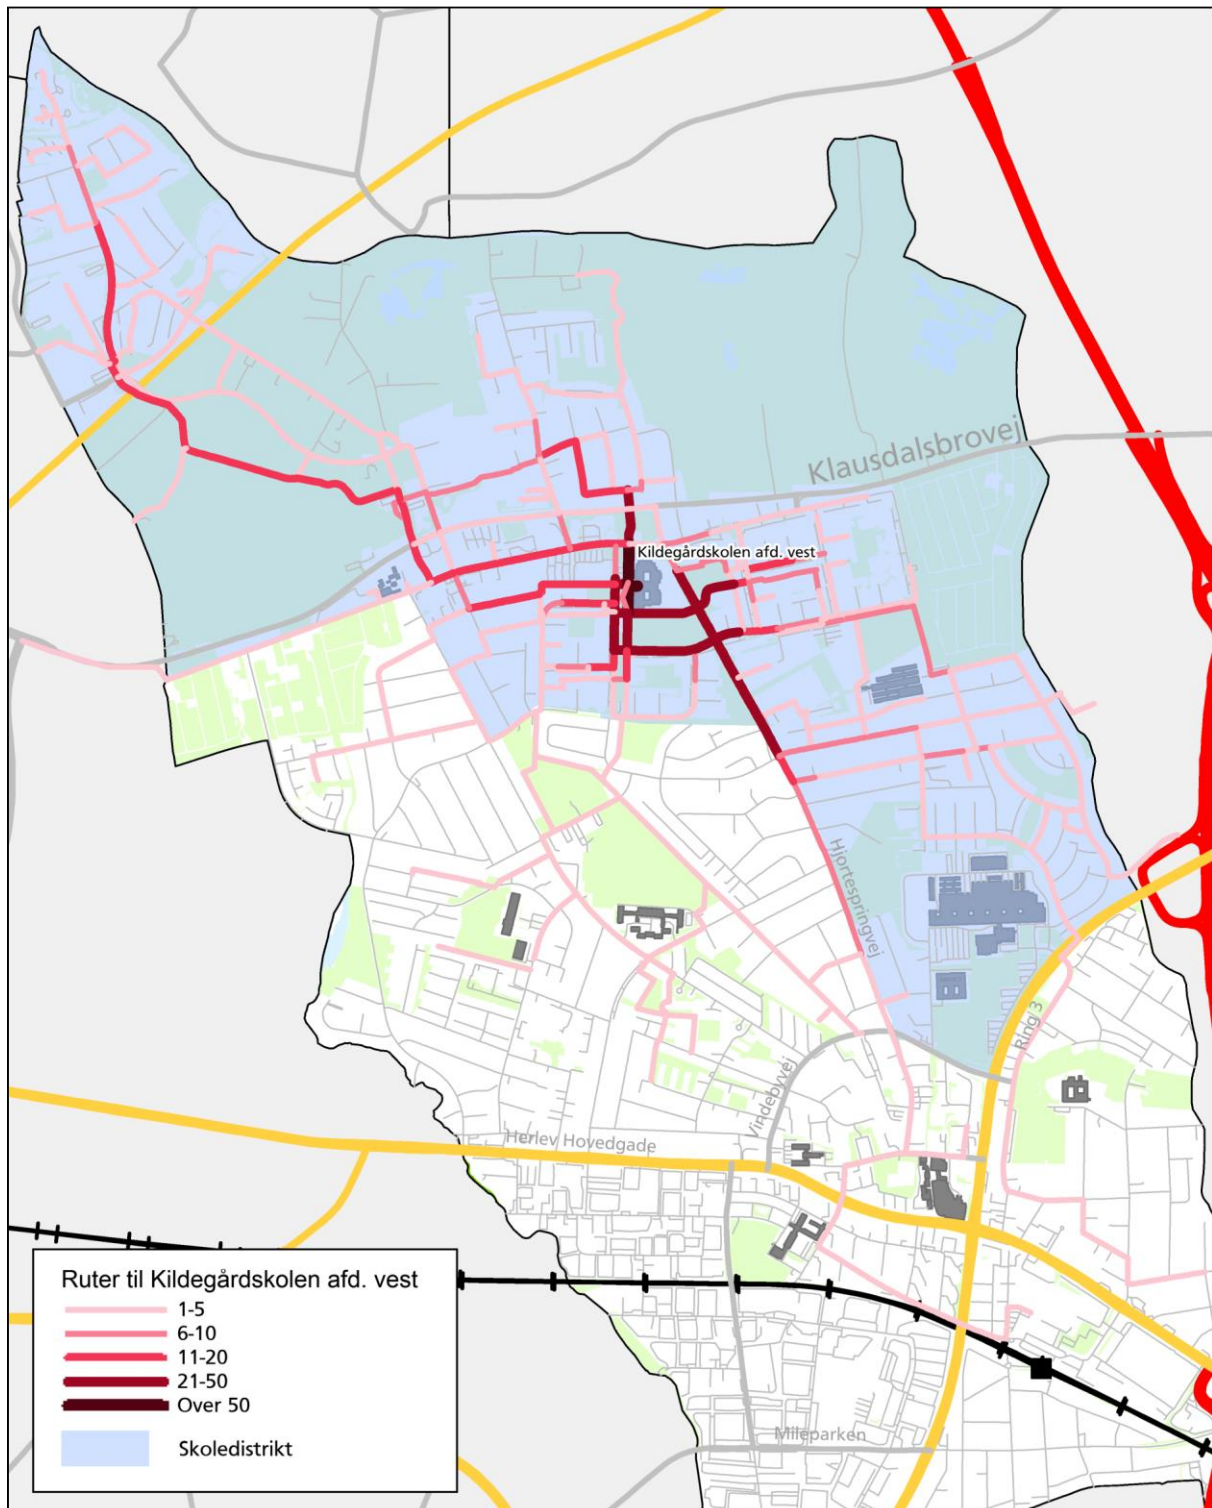 Klausdalsbrovej
Kildegårdskolen afd. vest
Hjortespringvej
Ring 3
Vindebyvej
Herlev Hovedgade
Ruter til Kildegårdskolen afd. vest
1-5
6-10
11-20
21-50
Over 50
Skoledistrikt
Mileparken